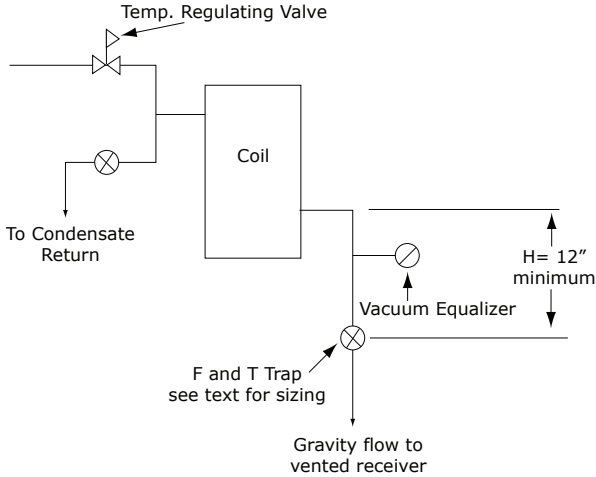 Temp. Regulating Valve
Coil
To Condensate
Return
H= 12”
minimum
Vacuum Equalizer
F and T Trap
see text for sizing
Gravity flow to
vented receiver